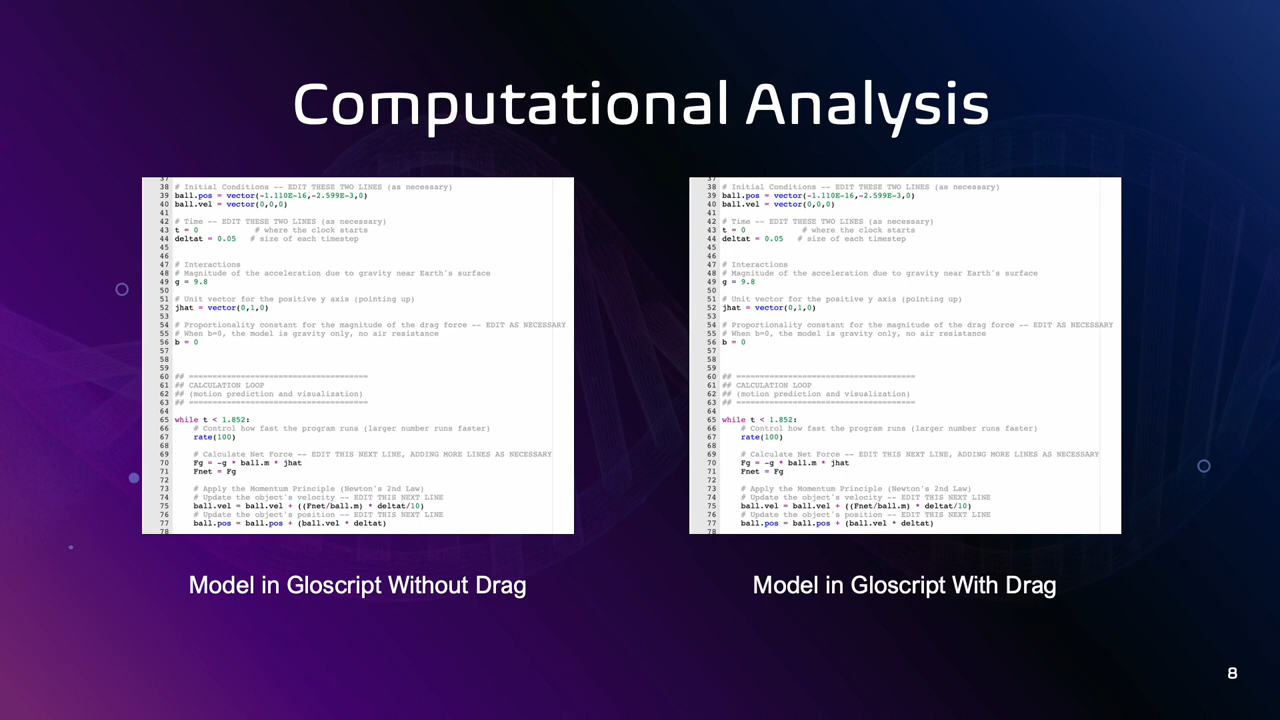 Computational Analysis
37
38 # Initial Conditions -- EDIT THESE TWO LINES (as necessary)
39 ball.pos = vector(-1.110E-16,-2.599E-3,0)
40 ball.vel = vector(0,0,0)
41
42 # Time -- EDIT THESE TWO LINES (as necessary)
43 t = 0 # where the clock starts
44 deltat = 0.05 # size of each timestep
45
46
47 # Interactions
48 # Magnitude of the acceleration due to gravity near Earth's surface
49 g = 9.8
50
51 # Unit vector for the positive y axis (pointing up)
52 jhat = vector(0,1,0)
53
54 # Proportionality constant for the magnitude of the drag force -- EDIT AS NECESSARY
55 # When b=0, the model is gravity only, no air resistance
56 b = 0
57
58
59
60 ## ======================================
61 ## CALCULATION LOOP
62 ## (motion prediction and visualization)
63 ## ======================================
64
65 while t < 1.852:
66 # Control how fast the program runs (larger number runs faster)
67 rate(100)
68
69 # Calculate Net Force -- EDIT THIS NEXT LINE, ADDING MORE LINES AS NECESSARY
70 Fg = -g * ball.m * jhat
71 Fnet = Fg
72
73 # Apply the Momentum Principle (Newton's 2nd Law)
74 # Update the object's velocity -- EDIT THIS NEXT LINE
75 ball.vel = ball.vel + ((Fnet/ball.m) * deltat/10)
76 # Update the object's position -- EDIT THIS NEXT LINE
77 ball.pos = ball.pos + (ball.vel * deltat)
78
Model in Gloscript Without Drag
37
38 # Initial Conditions -- EDIT THESE TWO LINES (as necessary)
39 ball.pos = vector(-1.110E-16,-2.599E-3,0)
40 ball.vel = vector(0,0,0)
41
42 # Time -- EDIT THESE TWO LINES (as necessary)
43 t = 0 # where the clock starts
44 deltat = 0.05 # size of each timestep
45
46
47 # Interactions
48 # Magnitude of the acceleration due to gravity near Earth's surface
49 g = 9.8
50
51 # Unit vector for the positive y axis (pointing up)
52 jhat = vector(0,1,0)
53
54 # Proportionality constant for the magnitude of the drag force -- EDIT AS NECESSARY
55 # When b=0, the model is gravity only, no air resistance
56 b = 0
57
58
59
60 ## ======================================
61 ## CALCULATION LOOP
62 ## (motion prediction and visualization)
63 ## ======================================
64
65 while t < 1.852:
66 # Control how fast the program runs (larger number runs faster)
67 rate(100)
68
69 # Calculate Net Force -- EDIT THIS NEXT LINE, ADDING MORE LINES AS NECESSARY
70 Fg = -g * ball.m * jhat
71 Fnet = Fg
72
73 # Apply the Momentum Principle (Newton's 2nd Law)
74 # Update the object's velocity -- EDIT THIS NEXT LINE
75 ball.vel = ball.vel + ((Fnet/ball.m) * deltat/10)
76 # Update the object's position -- EDIT THIS NEXT LINE
77 ball.pos = ball.pos + (ball.vel * deltat)
78
Model in Gloscript With Drag
8